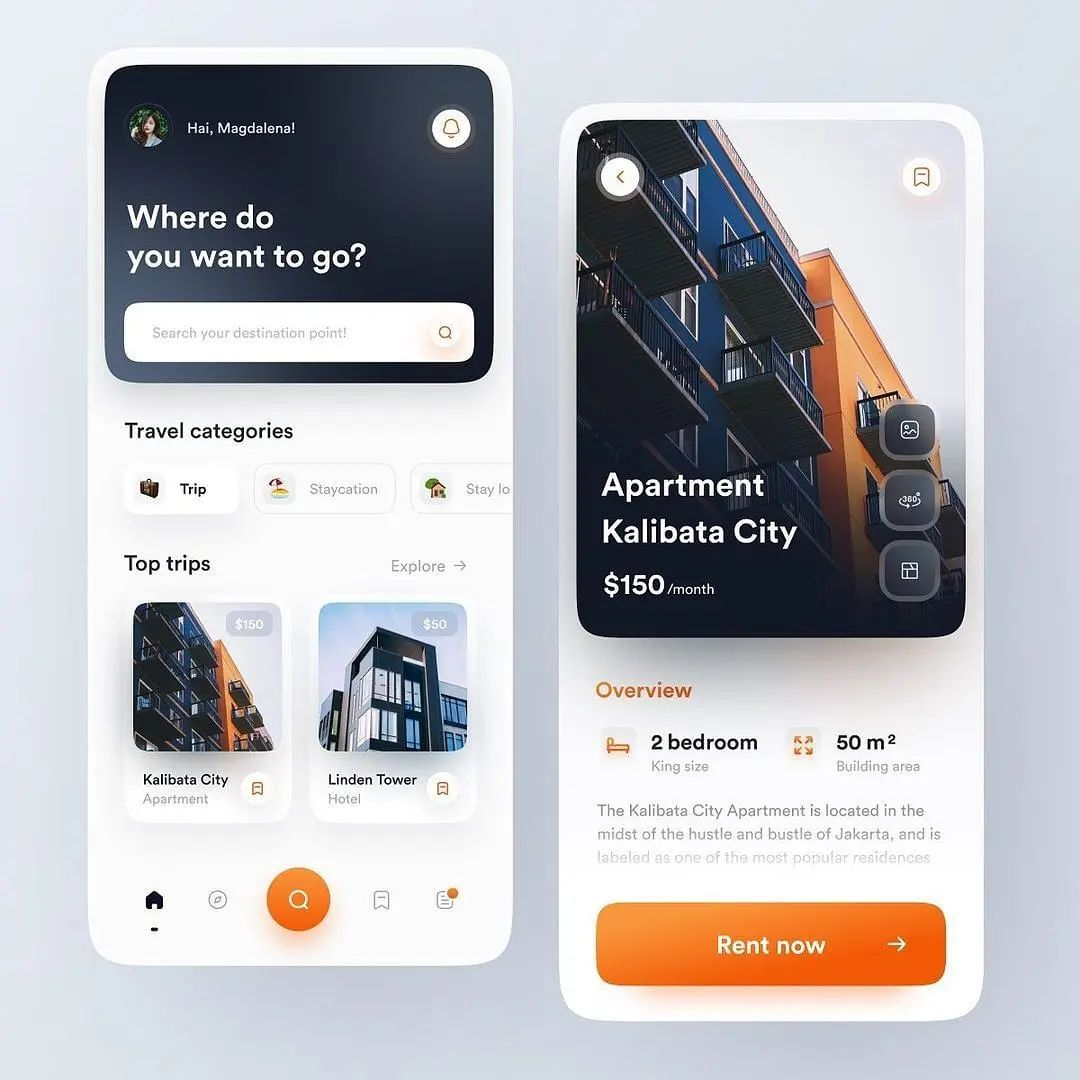 Hai, Magdalena!
Where do
you want to go?
Search your destination point!
Travel categories
Trip
Staycation
Stay lo
Top trips
Explore →
$150
$50
Kalibata City
Apartment
Linden Tower
Hotel
360°
Apartment
Kalibata City
$150/month
Overview
2 bedroom
King size
50 m²
Building area
The Kalibata City Apartment is located in the
midst of the hustle and bustle of Jakarta, and is
labeled as one of the most popular residences
Rent now →